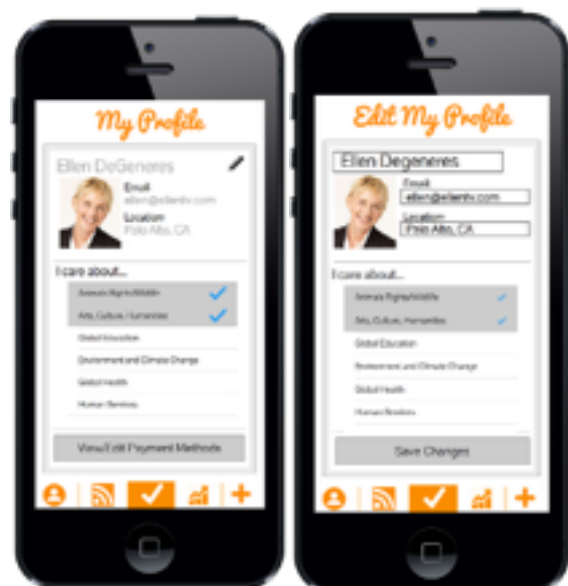 My Profile
Ellen DeGeneres
Email
ellen@ellentv.com
Location
Palo Alto, CA
I care about...
Animals Rights/Wildlife
Arts, Culture, Humanities
Global Education
Environment and Climate Change
Global Health
Human Services
View/Edit Payment Methods
Edit My Profile
Ellen Degeneres
Email
ellen@ellentv.com
Location
Palo Alto, CA
I care about...
Animals Rights/Wildlife
Arts, Culture, Humanities
Global Education
Environment and Climate Change
Global Health
Human Services
Save Changes